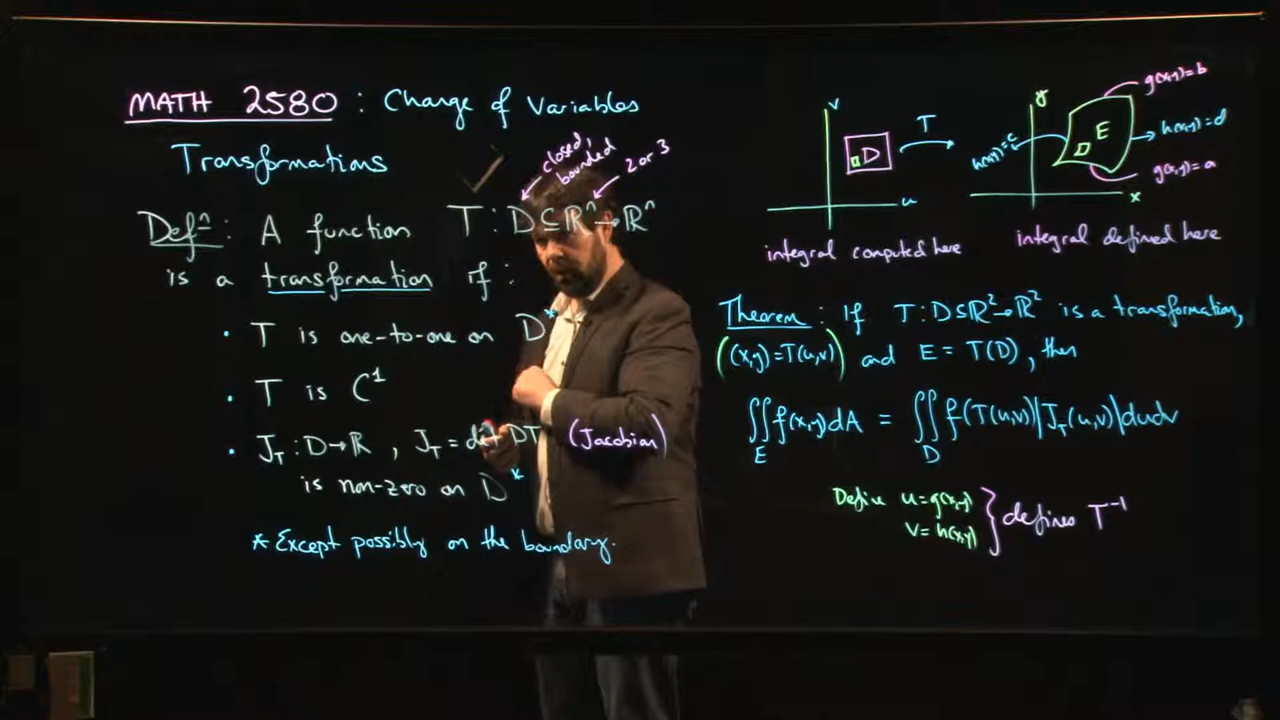 MATH 2580 : Change of Variables
Transformations
closed, bounded
2 or 3
Defⁿ : A function T : D ⊆ ℝⁿ → ℝⁿ
is a transformation if :
• T is one-to-one on D*
• T is C¹
• J_T : D → ℝ , J_T = det DT (Jacobian)
is non-zero on D*
* Except possibly on the boundary.
v
D
u
T
y
E
x
g(x,y)=b
h(x,y)=d
h(x,y)=c
g(x,y)=a
integral computed here
integral defined here
Theorem : If T : D ⊆ ℝ² → ℝ² is a transformation,
((x,y)=T(u,v)) and E = T(D), then
∬_E f(x,y) dA = ∬_D f(T(u,v)) |J_T(u,v)| du dv
Define u = g(x,y)
v = h(x,y)
} defines T⁻¹